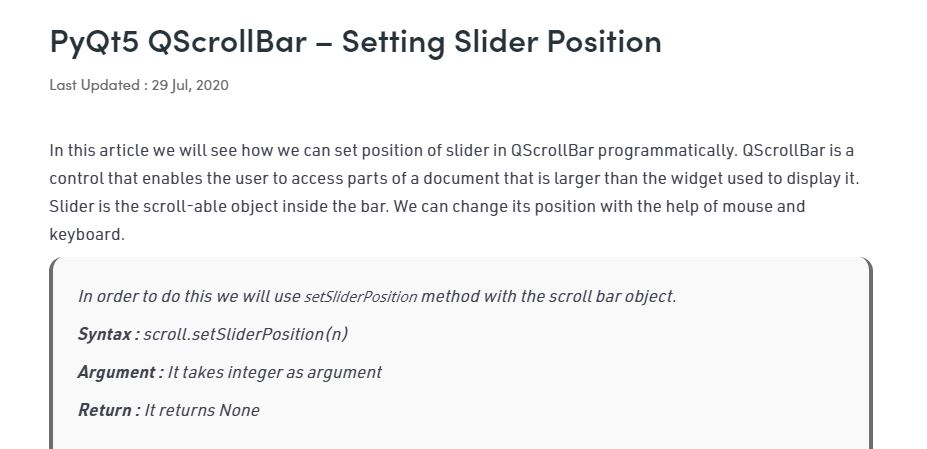 PyQt5 QScrollBar – Setting Slider Position
Last Updated : 29 Jul, 2020
In this article we will see how we can set position of slider in QScrollBar programmatically. QScrollBar is a
control that enables the user to access parts of a document that is larger than the widget used to display it.
Slider is the scroll-able object inside the bar. We can change its position with the help of mouse and
keyboard.
In order to do this we will use setSliderPosition method with the scroll bar object.
Syntax : scroll.setSliderPosition(n)
Argument : It takes integer as argument
Return : It returns None